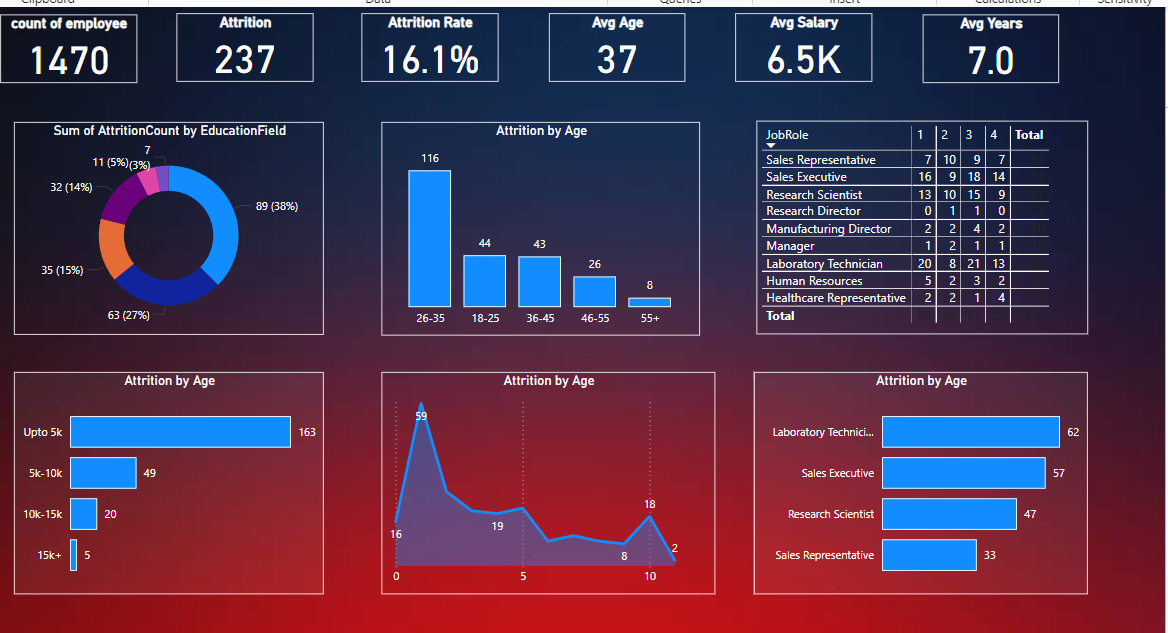 Clipboard Data Queries Insert Calculations Sensitivity
count of employee
1470
Attrition
237
Attrition Rate
16.1%
Avg Age
37
Avg Salary
6.5K
Avg Years
7.0
Sum of AttritionCount by EducationField
7
11 (5%) (3%)
32 (14%)
89 (38%)
35 (15%)
63 (27%)
Attrition by Age
116
44
43
26
8
26-35 18-25 36-45 46-55 55+
JobRole 1 2 3 4 Total
Sales Representative 7 10 9 7
Sales Executive 16 9 18 14
Research Scientist 13 10 15 9
Research Director 0 1 1 0
Manufacturing Director 2 2 4 2
Manager 1 2 1 1
Laboratory Technician 20 8 21 13
Human Resources 5 2 3 2
Healthcare Representative 2 2 1 4
Total
Attrition by Age
Upto 5k 163
5k-10k 49
10k-15k 20
15k+ 5
Attrition by Age
59
16
19
8
18
2
0 5 10
Attrition by Age
Laboratory Technici... 62
Sales Executive 57
Research Scientist 47
Sales Representative 33